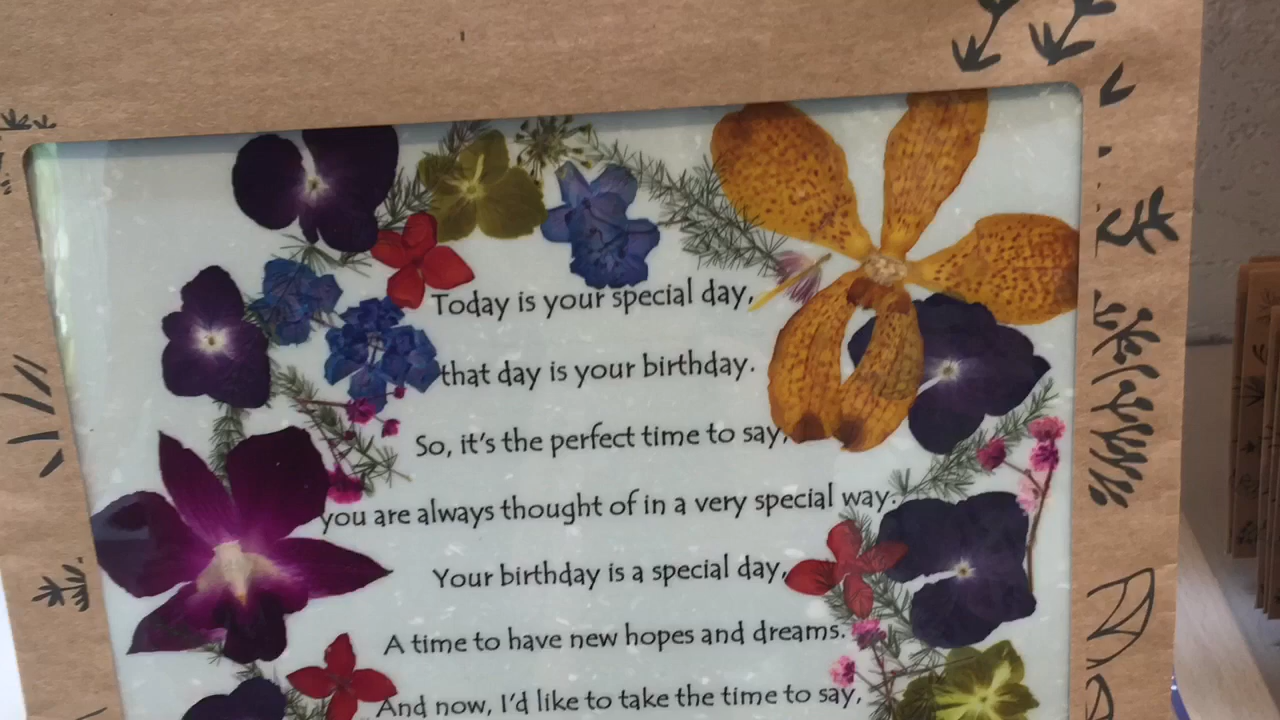 Today is your special day,
that day is your birthday.
So, it's the perfect time to say,
you are always thought of in a very special way.
Your birthday is a special day,
A time to have new hopes and dreams.
And now, I'd like to take the time to say,